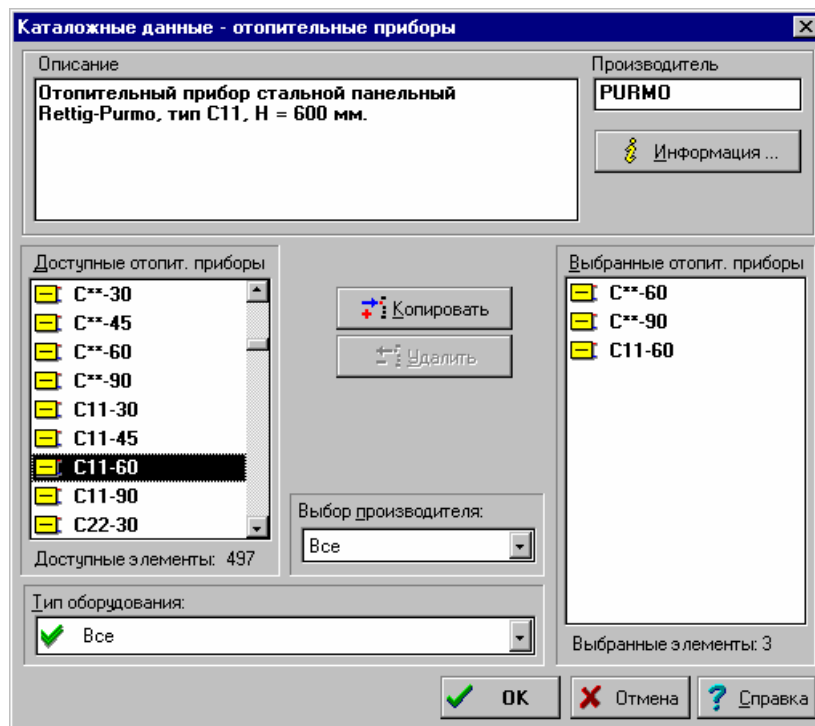 Каталожные данные - отопительные приборы
Описание
Производитель
Отопительный прибор стальной панельный
Rettig-Purmo, тип C11, H = 600 мм.
PURMO
Информация ...
Доступные отопит. приборы
C**-30
C**-45
C**-60
C**-90
C11-30
C11-45
C11-60
C11-90
C22-30
Доступные элементы: 497
Копировать
Удалить
Выбор производителя:
Все
Выбранные отопит. приборы
C**-60
C**-90
C11-60
Выбранные элементы: 3
Тип оборудования:
Все
OK
Отмена
Справка